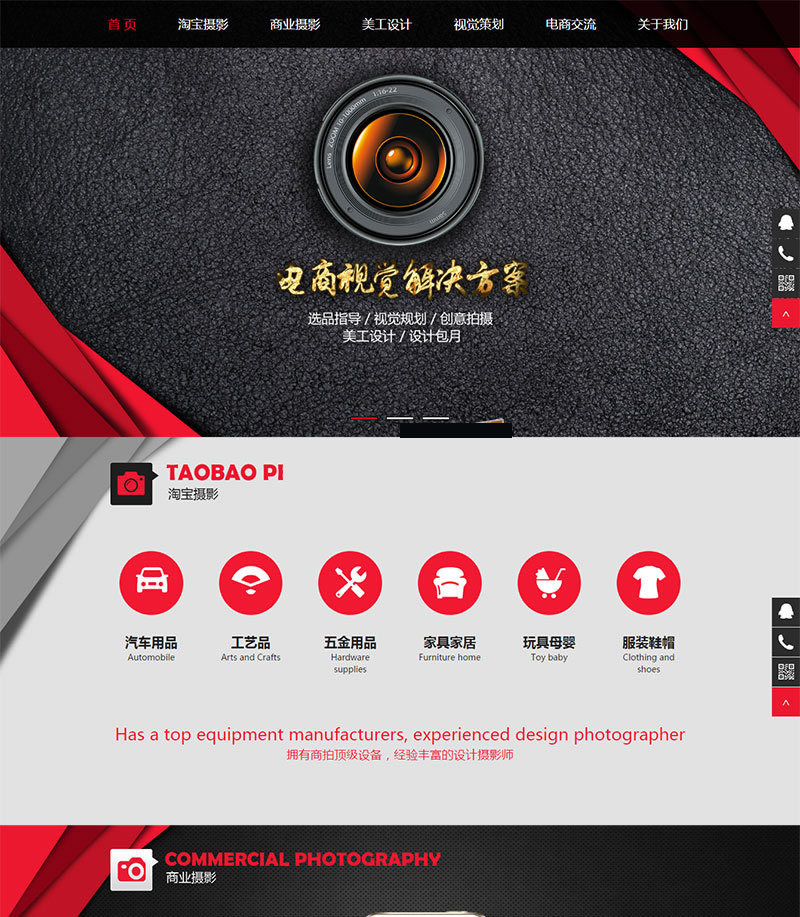 首 页 淘宝摄影 商业摄影 美工设计 视觉策划 电商交流 关于我们
Lens ZOOM 10-1000mm 1:16-22
58mm
电商视觉解决方案
选品指导 / 视觉规划 / 创意拍摄
美工设计 / 设计包月
TAOBAO PI
淘宝摄影
汽车用品 工艺品 五金用品 家具家居 玩具母婴 服装鞋帽
Automobile Arts and Crafts Hardware Furniture home Toy baby Clothing and
supplies shoes
Has a top equipment manufacturers, experienced design photographer
拥有商拍顶级设备，经验丰富的设计摄影师
COMMERCIAL PHOTOGRAPHY
商业摄影